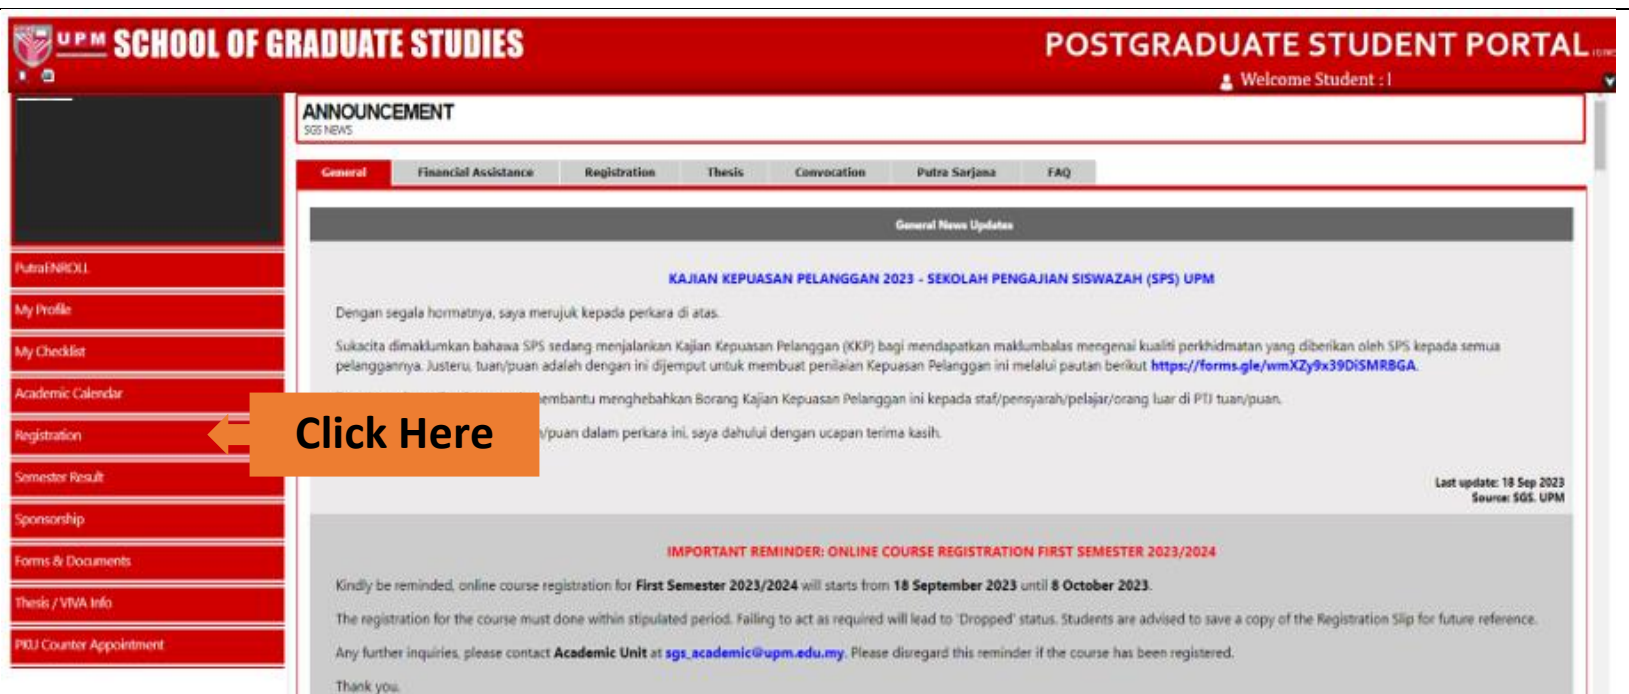 UPM SCHOOL OF GRADUATE STUDIES
POSTGRADUATE STUDENT PORTAL
Welcome Student :
ANNOUNCEMENT
SGS NEWS
General Financial Assistance Registration Thesis Convocation Putra Sarjana FAQ
General News Updates
PutraENROLL
My Profile
My Checklist
Academic Calendar
Registration
Semester Result
Sponsorship
Forms & Documents
Thesis / VIVA Info
PKU Counter Appointment
Click Here
KAJIAN KEPUASAN PELANGGAN 2023 - SEKOLAH PENGAJIAN SISWAZAH (SPS) UPM
Dengan segala hormatnya, saya merujuk kepada perkara di atas.
Sukacita dimaklumkan bahawa SPS sedang menjalankan Kajian Kepuasan Pelanggan (KKP) bagi mendapatkan maklumbalas mengenai kualiti perkhidmatan yang diberikan oleh SPS kepada semua
pelanggannya. Justeru, tuan/puan adalah dengan ini dijemput untuk membuat penilaian Kepuasan Pelanggan ini melalui pautan berikut https://forms.gle/wmXZy9x39DiSMRBGA.
membantu menghebahkan Borang Kajian Kepuasan Pelanggan ini kepada staf/pensyarah/pelajar/orang luar di PTJ tuan/puan.
/puan dalam perkara ini, saya dahului dengan ucapan terima kasih.
Last update: 18 Sep 2023
Source: SGS. UPM
IMPORTANT REMINDER: ONLINE COURSE REGISTRATION FIRST SEMESTER 2023/2024
Kindly be reminded, online course registration for First Semester 2023/2024 will starts from 18 September 2023 until 8 October 2023.
The registration for the course must done within stipulated period. Failing to act as required will lead to 'Dropped' status. Students are advised to save a copy of the Registration Slip for future reference.
Any further inquiries, please contact Academic Unit at sgs_academic@upm.edu.my. Please disregard this reminder if the course has been registered.
Thank you.